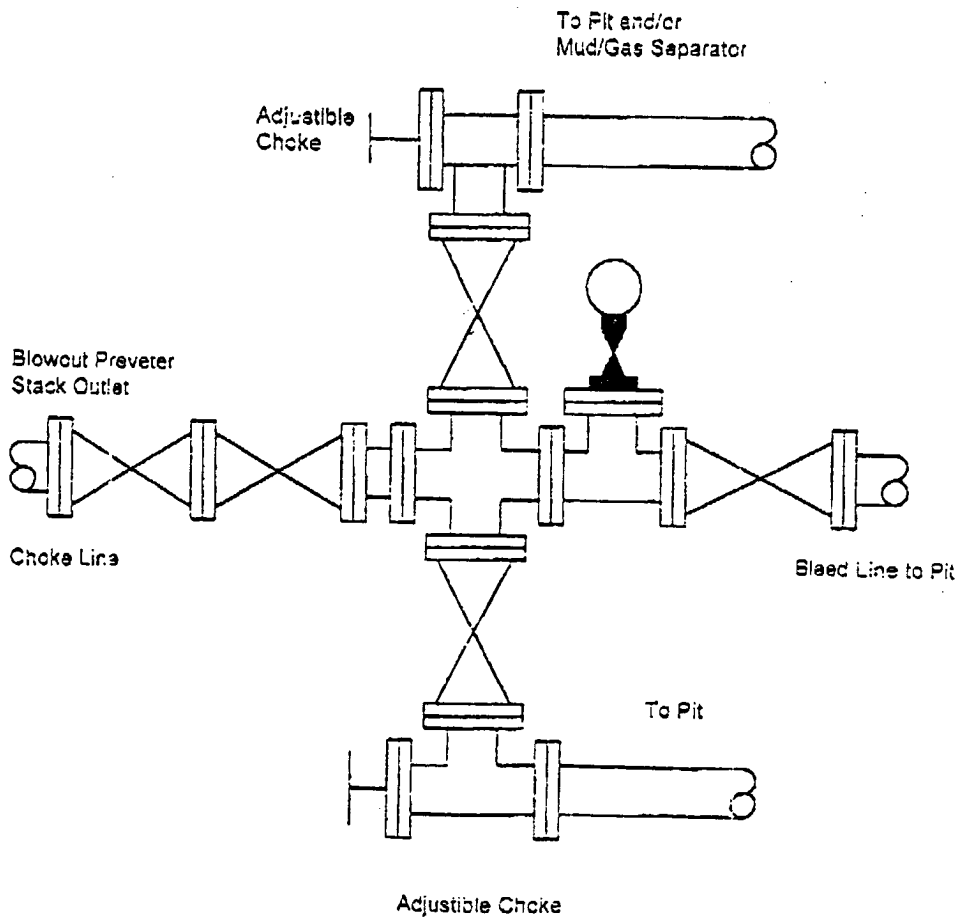 To Pit and/or
Mud/Gas Separator
Adjustible
Choke
Blowout Preveter
Stack Outlet
Choke Line
Bleed Line to Pit
To Pit
Adjustible Choke